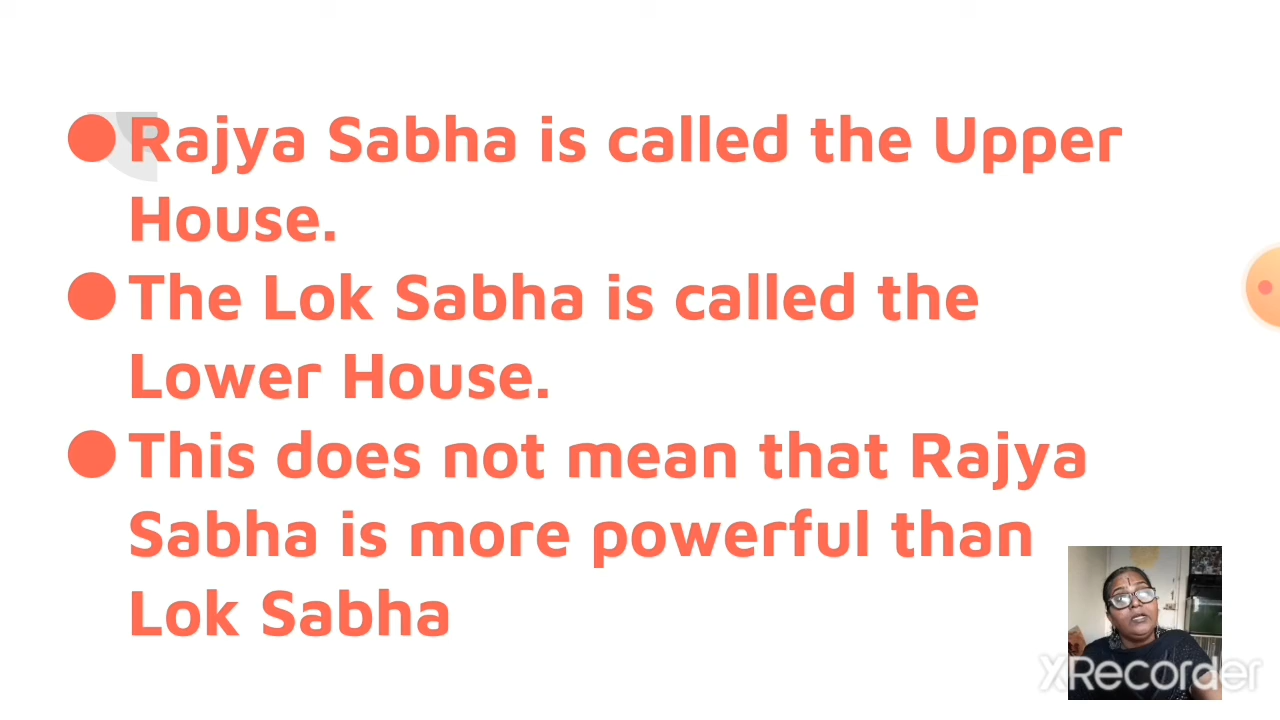 ● Rajya Sabha is called the Upper
House.
● The Lok Sabha is called the
Lower House.
● This does not mean that Rajya
Sabha is more powerful than
Lok Sabha
XRecorder